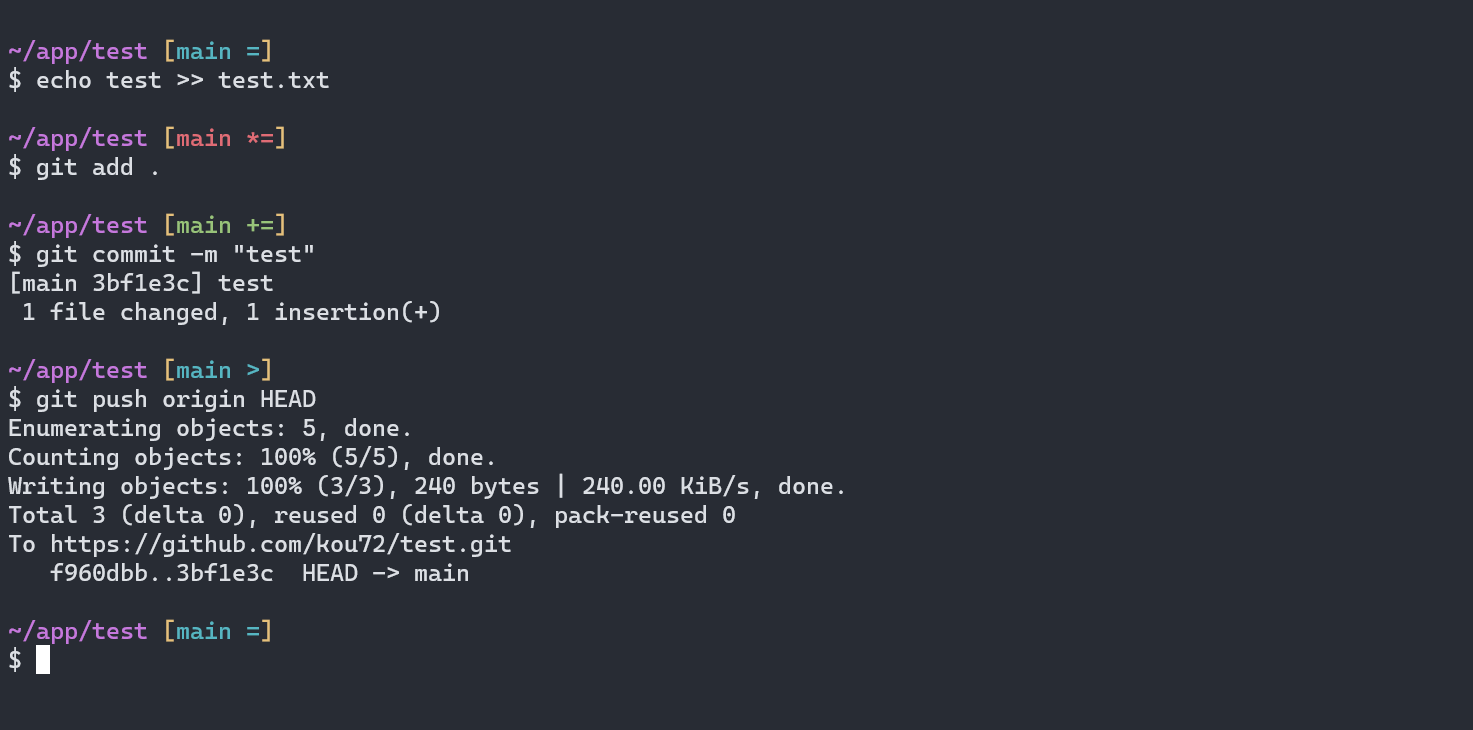 ~/app/test [main =]
$ echo test >> test.txt
~/app/test [main *=]
$ git add .
~/app/test [main +=]
$ git commit -m "test"
[main 3bf1e3c] test
 1 file changed, 1 insertion(+)
~/app/test [main >]
$ git push origin HEAD
Enumerating objects: 5, done.
Counting objects: 100% (5/5), done.
Writing objects: 100% (3/3), 240 bytes | 240.00 KiB/s, done.
Total 3 (delta 0), reused 0 (delta 0), pack-reused 0
To https://github.com/kou72/test.git
   f960dbb..3bf1e3c  HEAD -> main
~/app/test [main =]
$